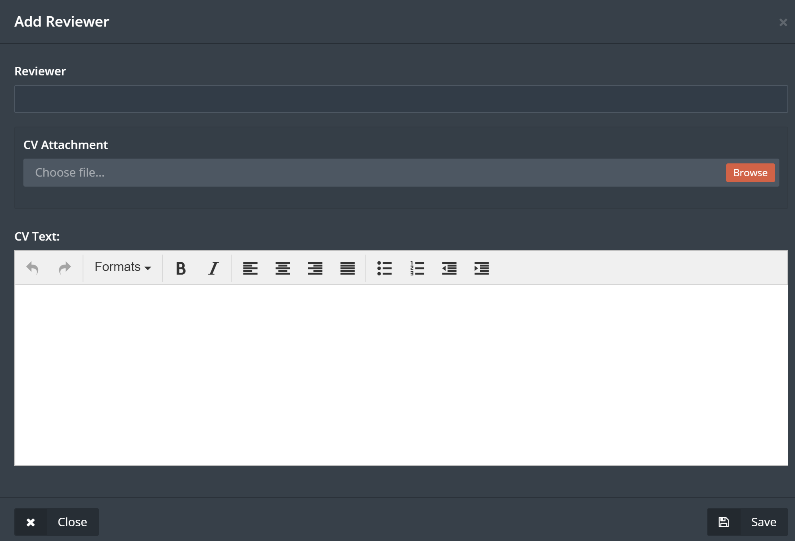 Add Reviewer
Reviewer
CV Attachment
Choose file...
Browse
CV Text:
Formats
Close
Save